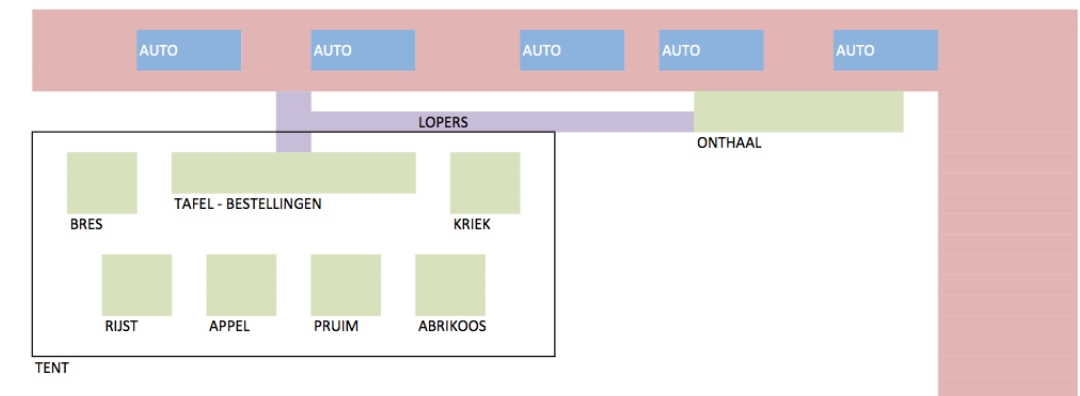 AUTO AUTO AUTO AUTO AUTO
LOPERS
ONTHAAL
TAFEL - BESTELLINGEN
BRES KRIEK
RIJST APPEL PRUIM ABRIKOOS
TENT